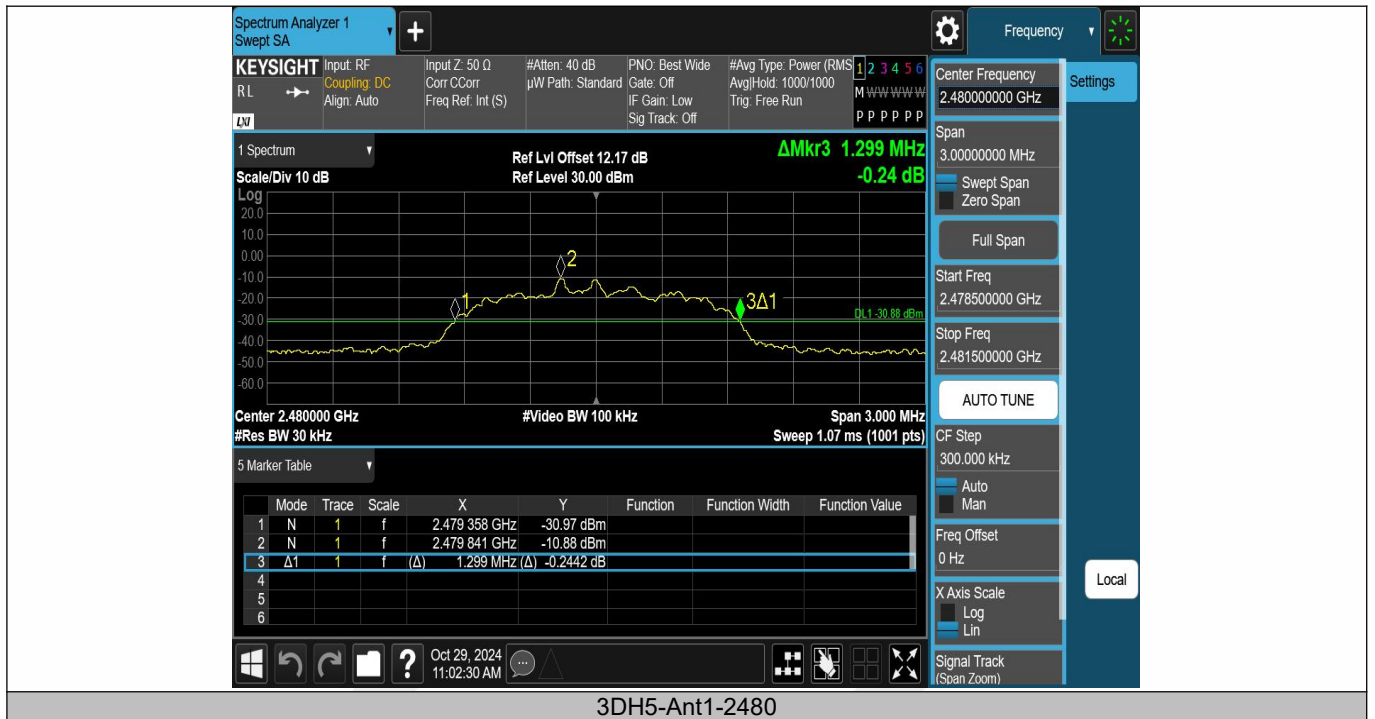 Spectrum Analyzer 1
Swept SA
+
Frequency
KEYSIGHT
RL
LXI
Input: RF
Coupling: DC
Align: Auto
Input Z: 50 Ω
Corr CCorr
Freq Ref: Int (S)
#Atten: 40 dB
µW Path: Standard
PNO: Best Wide
Gate: Off
IF Gain: Low
Sig Track: Off
#Avg Type: Power (RMS
Avg|Hold: 1000/1000
Trig: Free Run
1 2 3 4 5 6
M W W W W W
P P P P P P
1 Spectrum
Scale/Div 10 dB
Ref Lvl Offset 12.17 dB
Ref Level 30.00 dBm
ΔMkr3 1.299 MHz
-0.24 dB
Log
20.0
10.0
0.00
-10.0
-20.0
-30.0
-40.0
-50.0
-60.0
1
2
3Δ1
DL1 -30.88 dBm
Center 2.480000 GHz
#Video BW 100 kHz
Span 3.000 MHz
#Res BW 30 kHz
Sweep 1.07 ms (1001 pts)
5 Marker Table
Mode Trace Scale X Y Function Function Width Function Value
1 N 1 f 2.479 358 GHz -30.97 dBm
2 N 1 f 2.479 841 GHz -10.88 dBm
3 Δ1 1 f (Δ) 1.299 MHz (Δ) -0.2442 dB
4
5
6
?
Oct 29, 2024
11:02:30 AM
Center Frequency
2.480000000 GHz
Span
3.00000000 MHz
Swept Span
Zero Span
Full Span
Start Freq
2.478500000 GHz
Stop Freq
2.481500000 GHz
AUTO TUNE
CF Step
300.000 kHz
Auto
Man
Freq Offset
0 Hz
X Axis Scale
Log
Lin
Signal Track
(Span Zoom)
Settings
Local
3DH5-Ant1-2480